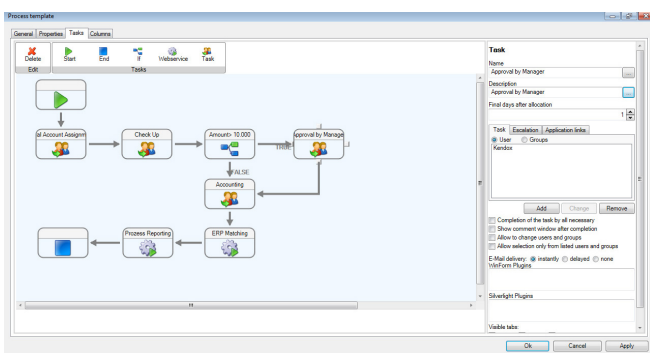 Process template
General Properties Tasks Columns
Delete Start End If Webservice Task
Edit Tasks
al Account Assignm Check Up Amount> 10.000 pproval by Manage
TRUE
FALSE
Accounting
Prozess Reporting ERP Matching
Task
Name
Approval by Manager
...
Description
Approval by Manager
...
Final days after allocation
1
Task Escalation Application links
User Groups
Kendox
Add Change Remove
Completion of the task by all necessary
Show comment window after completion
Allow to change users and groups
Allow selection only from listed users and groups
E-Mail delivery: instantly delayed none
WinForm Plugins
Silverlight Plugins
Visible tabs:
Ok Cancel Apply